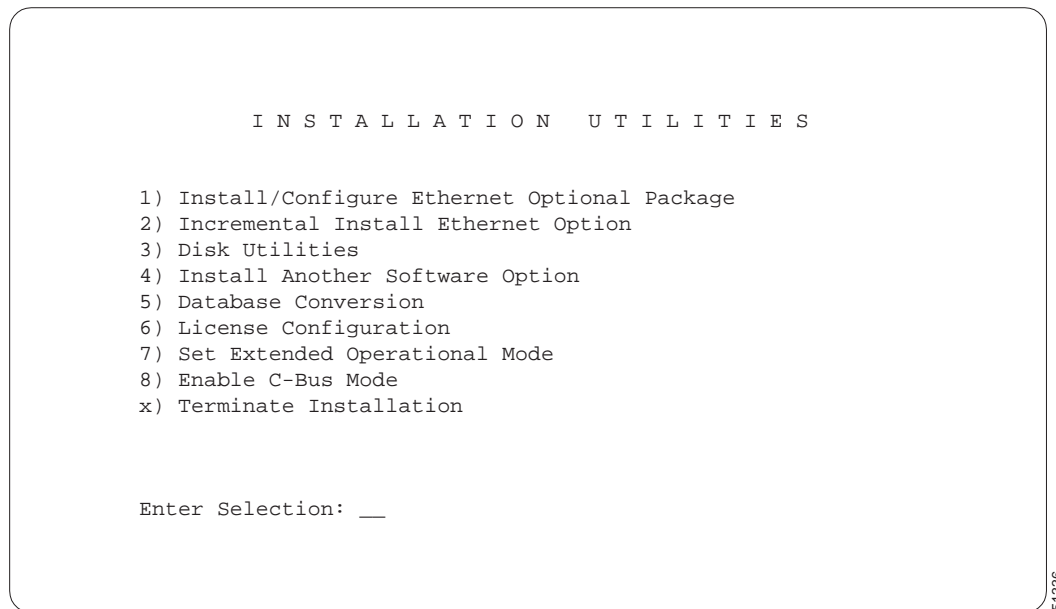 I N S T A L L A T I O N   U T I L I T I E S
1) Install/Configure Ethernet Optional Package
2) Incremental Install Ethernet Option
3) Disk Utilities
4) Install Another Software Option
5) Database Conversion
6) License Configuration
7) Set Extended Operational Mode
8) Enable C-Bus Mode
x) Terminate Installation
Enter Selection: __